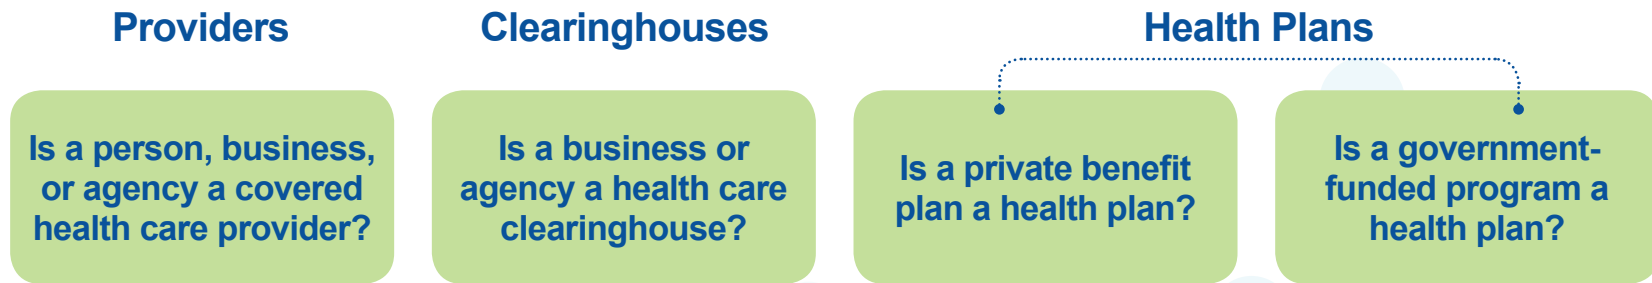 Providers
Clearinghouses
Health Plans
Is a person, business,
or agency a covered
health care provider?
Is a business or
agency a health care
clearinghouse?
Is a private benefit
plan a health plan?
Is a government-
funded program a
health plan?